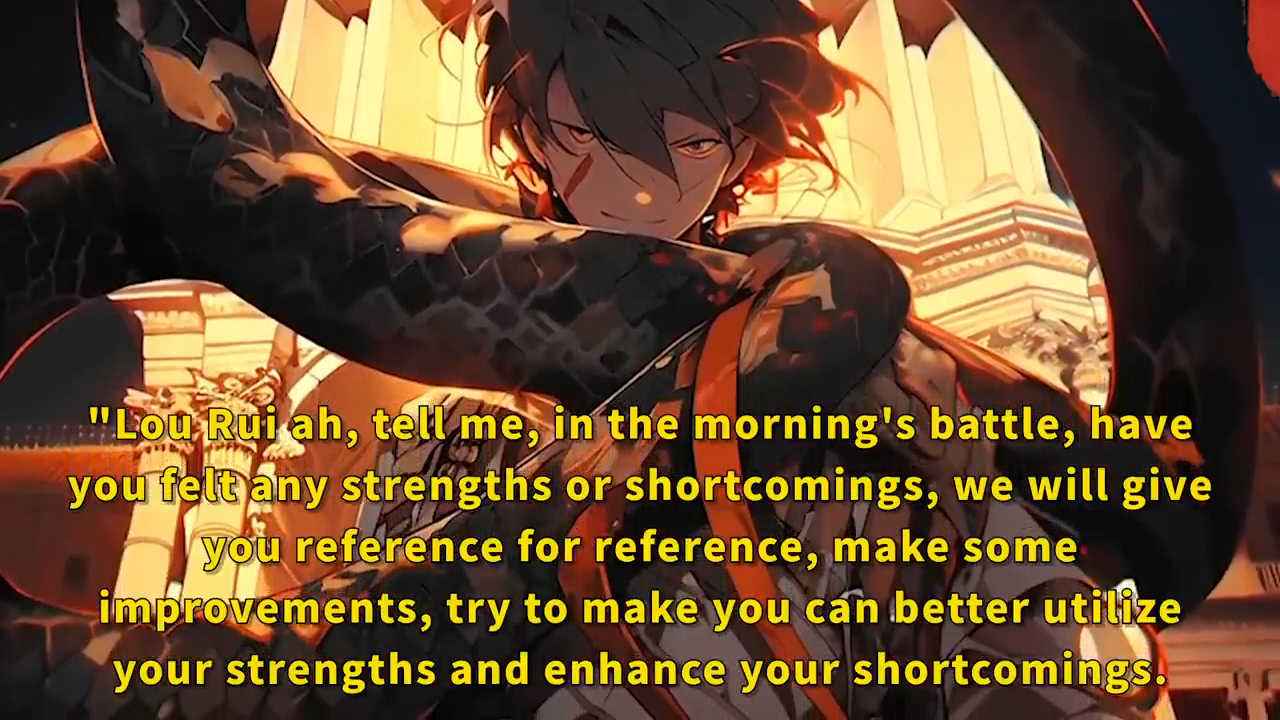 "Lou Rui ah, tell me, in the morning's battle, have
you felt any strengths or shortcomings, we will give
you reference for reference, make some
improvements, try to make you can better utilize
your strengths and enhance your shortcomings.